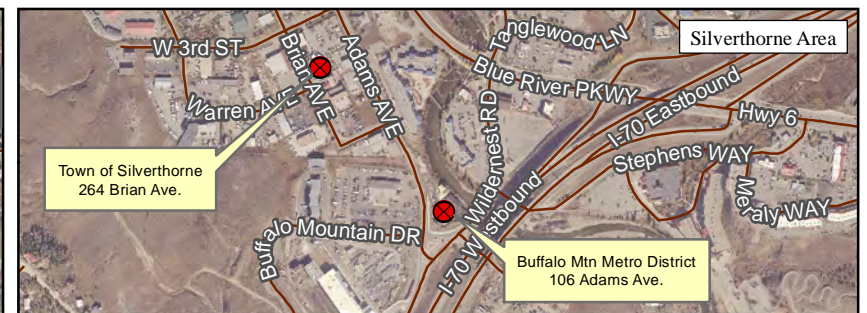 Silverthorne Area
W 3rd ST
Brian AVE
Adams AVE
Tanglewood LN
Blue River PKWY
Warren AVE
Wildernest RD
I-70 Eastbound
Hwy 6
Stephens WAY
Meraly WAY
Town of Silverthorne
264 Brian Ave.
Buffalo Mountain DR
I-70 Westbound
Buffalo Mtn Metro District
106 Adams Ave.